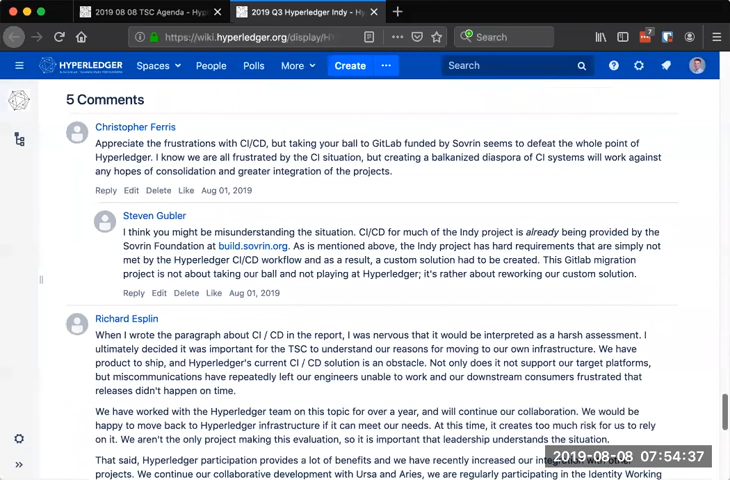 2019 08 08 TSC Agenda - Hyp
2019 Q3 Hyperledger Indy - Hy
https://wiki.hyperledger.org/display/H
Search
7
HYPERLEDGER
Spaces
People
Polls
More
Create
Search
5 Comments
Christopher Ferris
Appreciate the frustrations with CI/CD, but taking your ball to GitLab funded by Sovrin seems to defeat the whole point of
Hyperledger. I know we are all frustrated by the CI situation, but creating a balkanized diaspora of CI systems will work against
any hopes of consolidation and greater integration of the projects.
Reply Edit Delete Like Aug 01, 2019
Steven Gubler
I think you might be misunderstanding the situation. CI/CD for much of the Indy project is already being provided by the
Sovrin Foundation at build.sovrin.org. As is mentioned above, the Indy project has hard requirements that are simply not
met by the Hyperledger CI/CD workflow and as a result, a custom solution had to be created. This Gitlab migration
project is not about taking our ball and not playing at Hyperledger; it's rather about reworking our custom solution.
Reply Edit Delete Like Aug 01, 2019
Richard Esplin
When I wrote the paragraph about CI / CD in the report, I was nervous that it would be interpreted as a harsh assessment. I
ultimately decided it was important for the TSC to understand our reasons for moving to our own infrastructure. We have
product to ship, and Hyperledger's current CI / CD solution is an obstacle. Not only does it not support our target platforms,
but miscommunications have repeatedly left our engineers unable to work and our downstream consumers frustrated that
releases didn't happen on time.
We have worked with the Hyperledger team on this topic for over a year, and will continue our collaboration. We would be
happy to move back to Hyperledger infrastructure if it can meet our needs. At this time, it creates too much risk for us to rely
on it. We aren't the only project making this evaluation, so it is important that leadership understands the situation.
That said, Hyperledger participation provides a lot of benefits and we have recently increased our integration with other
projects. We continue our collaborative development with Ursa and Aries, we are regularly participating in the Identity Working
2019-08-08 07:54:37